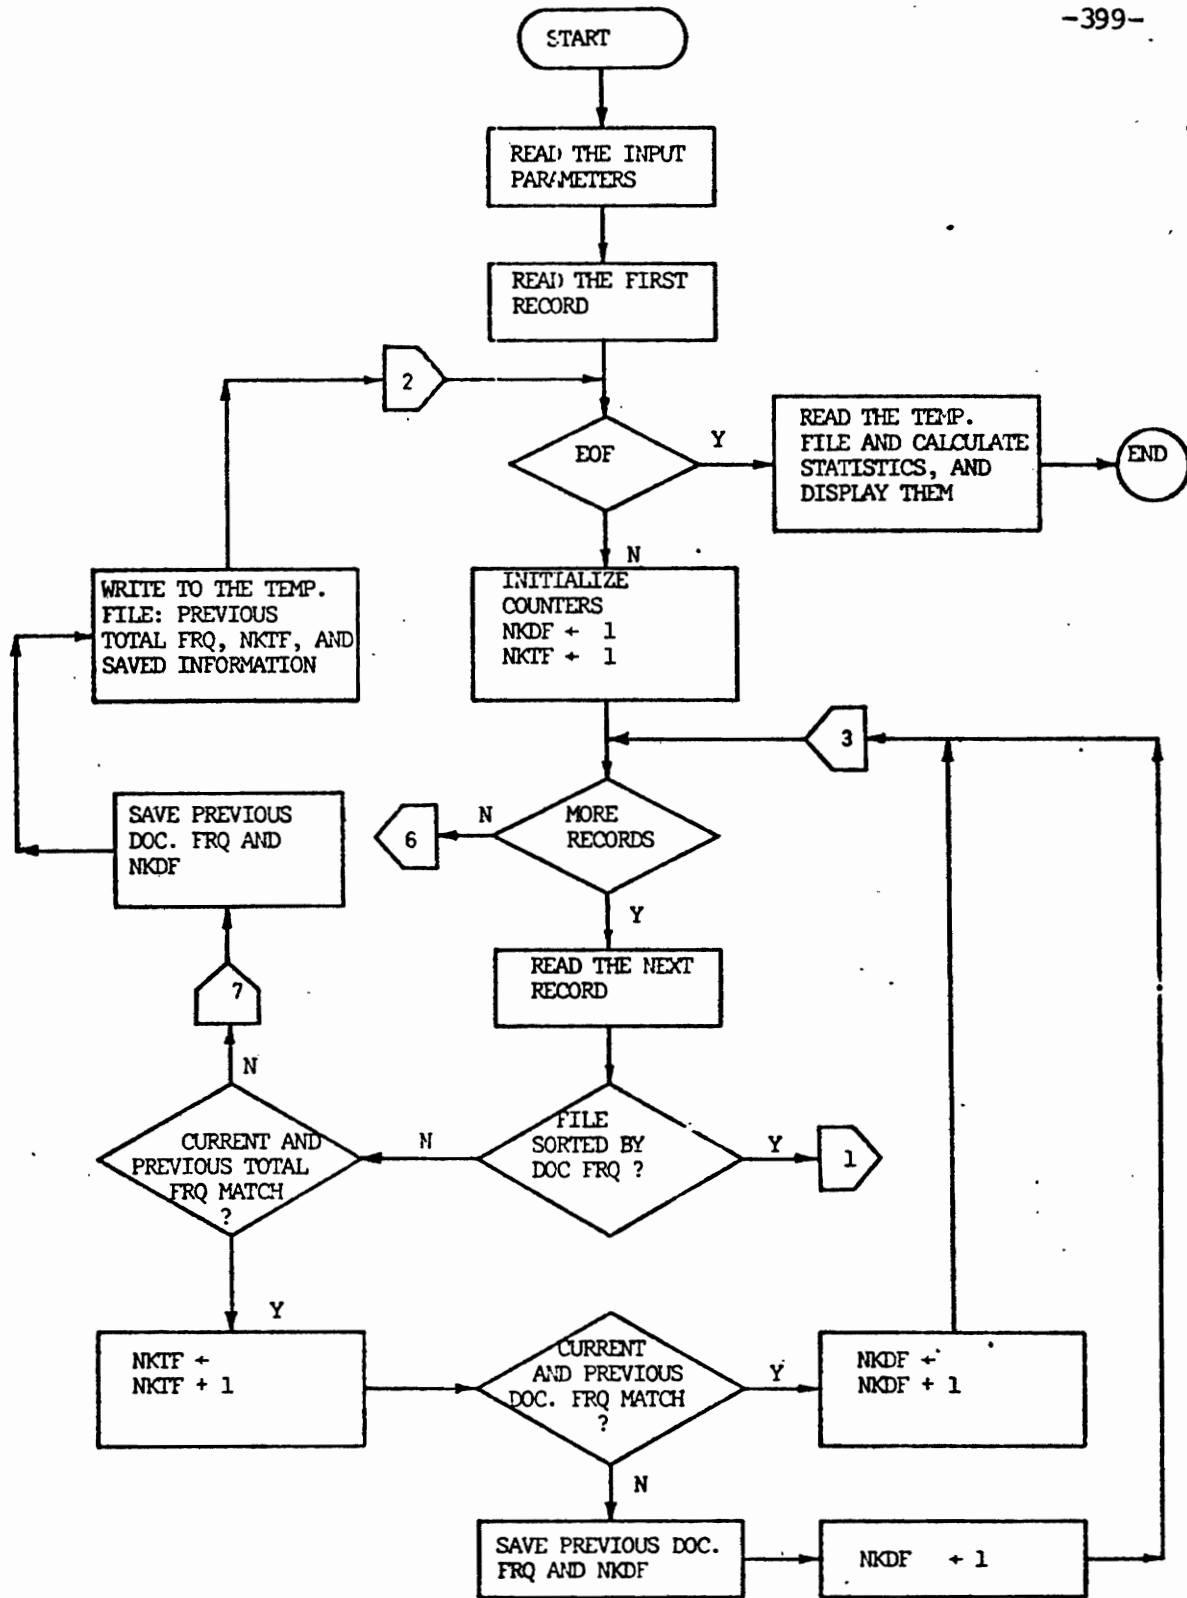 -399-
START
READ THE INPUT
PARAMETERS
READ THE FIRST
RECORD
2
EOF
Y
READ THE TEMP.
FILE AND CALCULATE
STATISTICS, AND
DISPLAY THEM
END
N
WRITE TO THE TEMP.
FILE: PREVIOUS
TOTAL FRQ, NKTF, AND
SAVED INFORMATION
INITIALIZE
COUNTERS
NKDF ← 1
NKTF ← 1
3
SAVE PREVIOUS
DOC. FRQ AND
NKDF
6
N
MORE
RECORDS
Y
READ THE NEXT
RECORD
7
N
CURRENT AND
PREVIOUS TOTAL
FRQ MATCH
?
N
FILE
SORTED BY
DOC FRQ ?
Y
1
Y
NKTF ←
NKTF + 1
CURRENT
AND PREVIOUS
DOC. FRQ MATCH
?
Y
NKDF ←
NKDF + 1
N
SAVE PREVIOUS DOC.
FRQ AND NKDF
NKDF ← 1